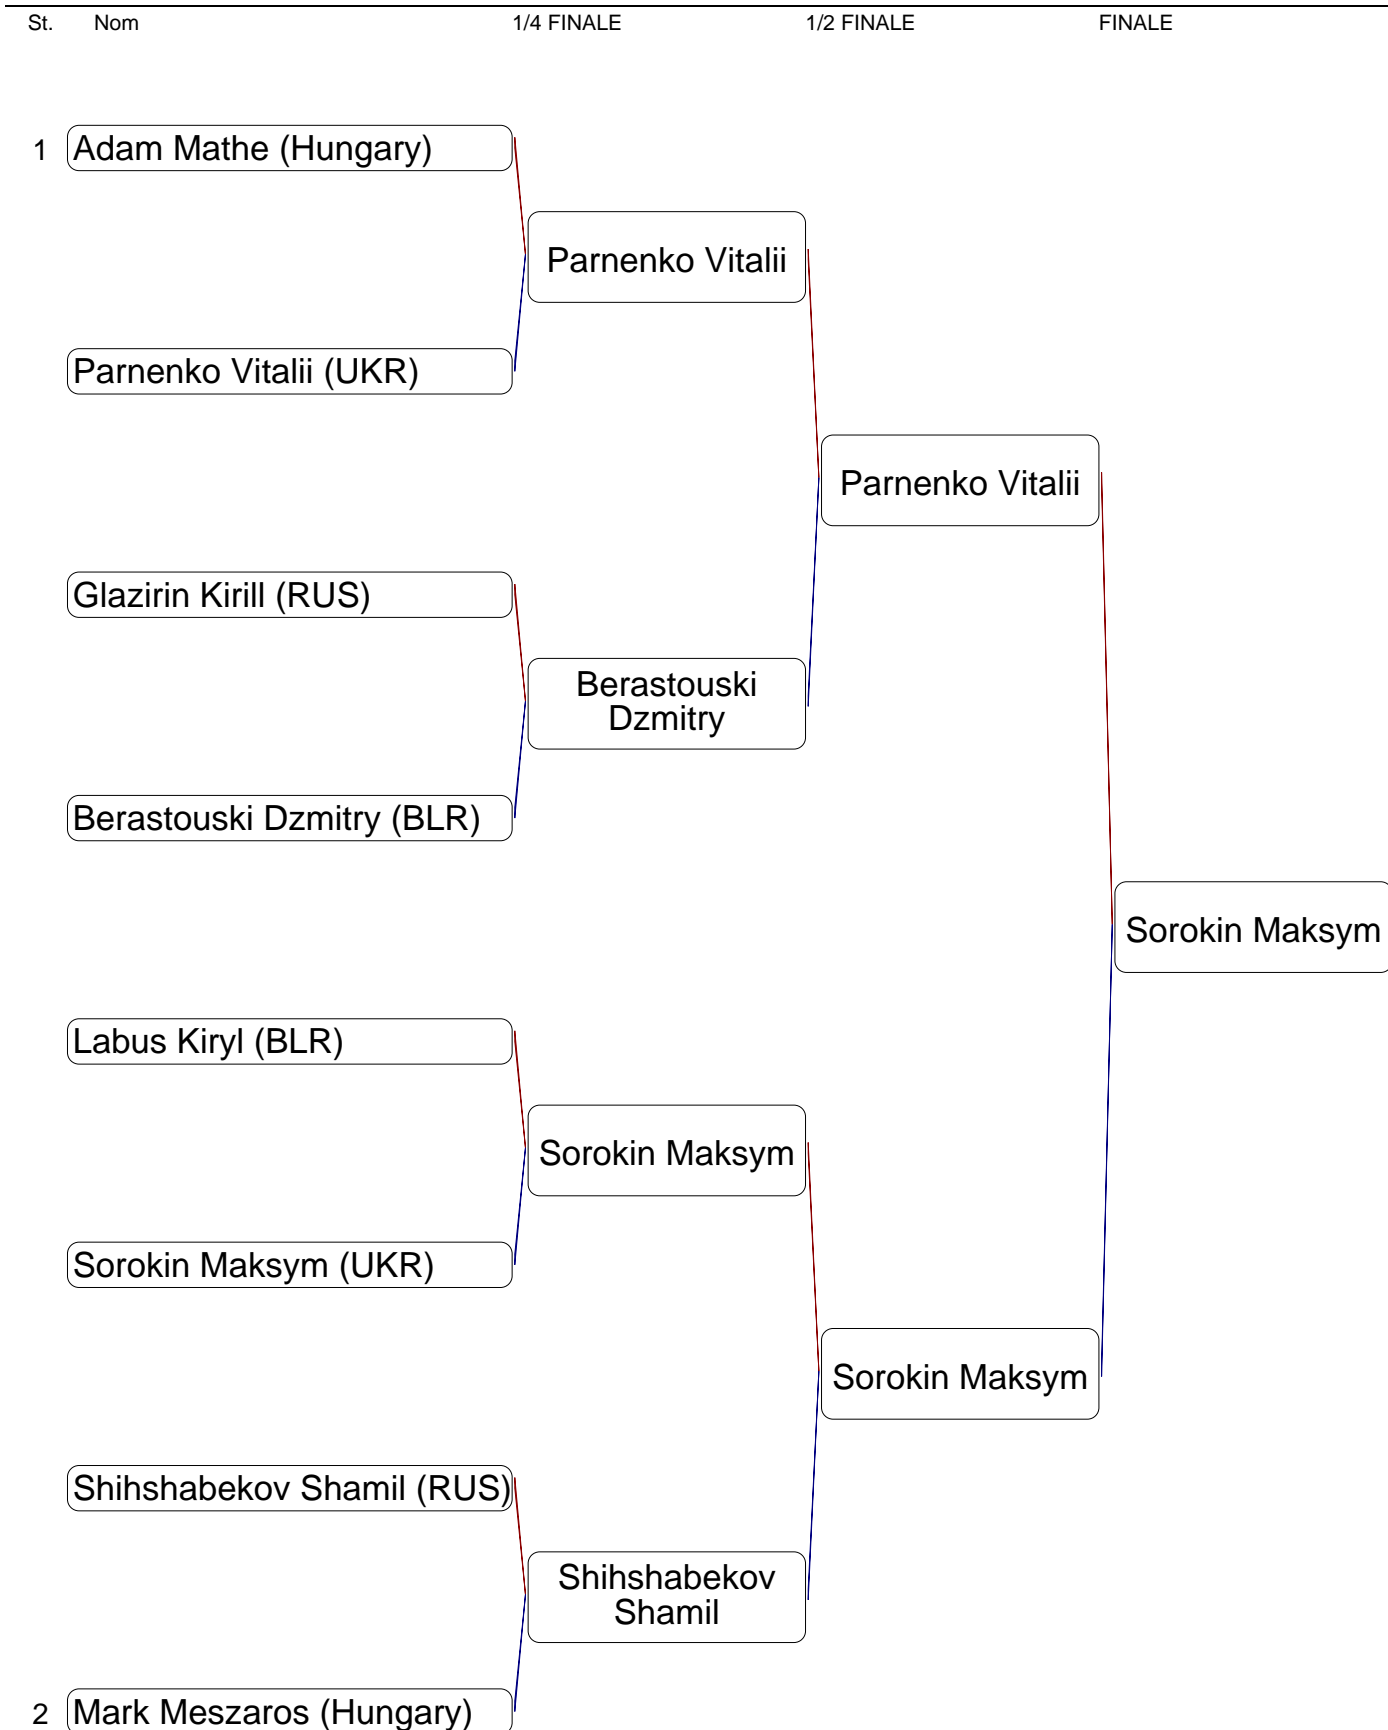 St. Nom 1/4 FINALE 1/2 FINALE FINALE
1 Adam Mathe (Hungary)
Parnenko Vitalii
Parnenko Vitalii (UKR)
Parnenko Vitalii
Glazirin Kirill (RUS)
Berastouski
Dzmitry
Berastouski Dzmitry (BLR)
Sorokin Maksym
Labus Kiryl (BLR)
Sorokin Maksym
Sorokin Maksym (UKR)
Sorokin Maksym
Shihshabekov Shamil (RUS)
Shihshabekov
Shamil
2 Mark Meszaros (Hungary)